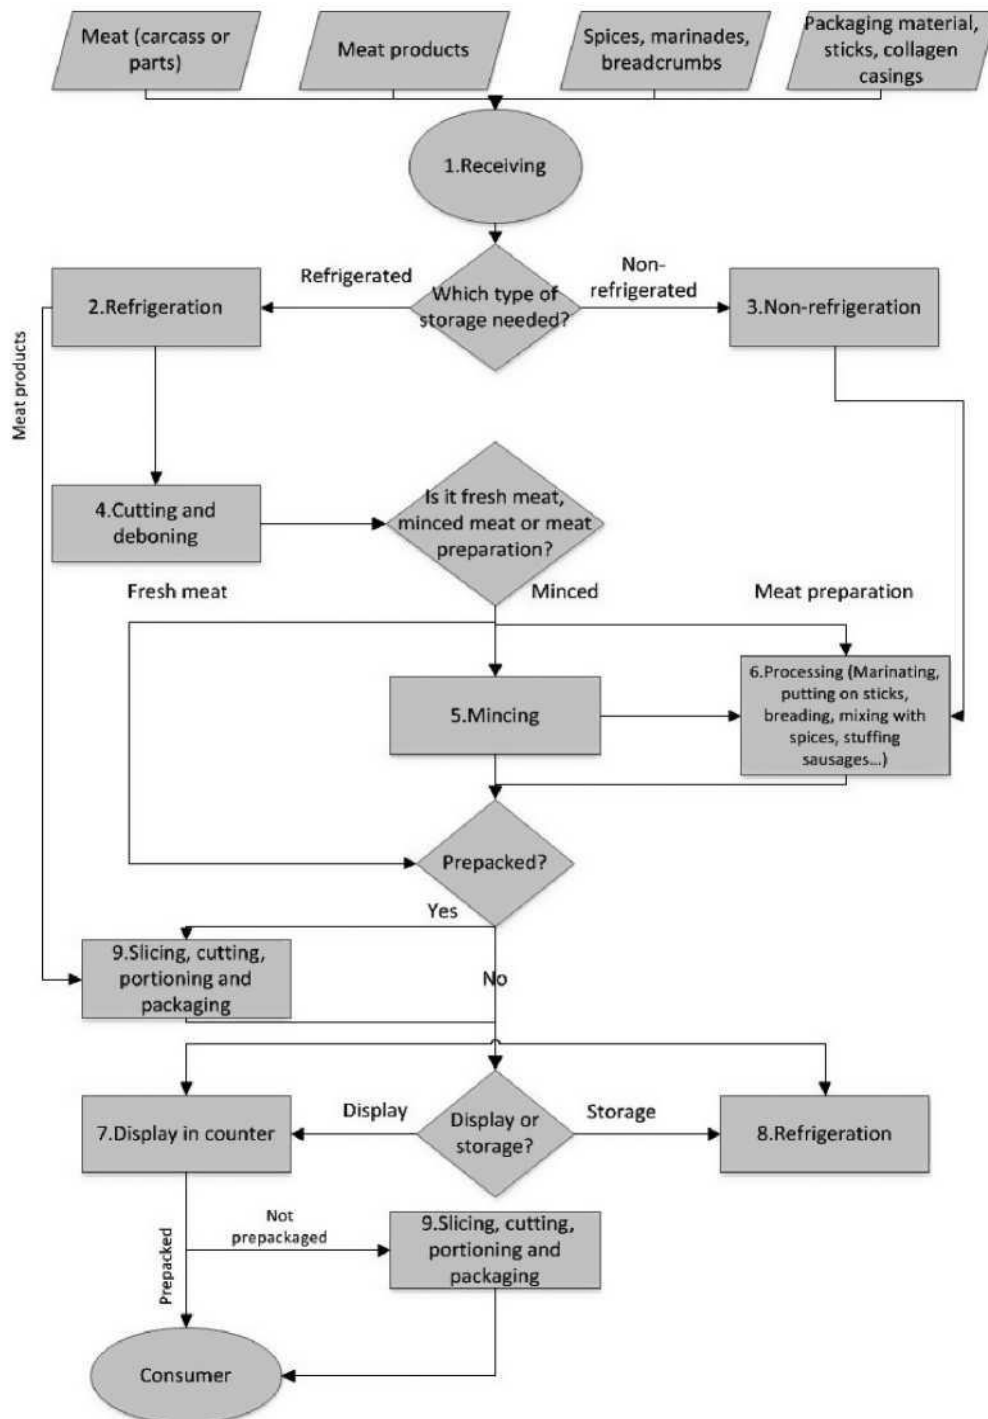 Meat (carcass or
parts)
Meat products
Spices, marinades,
breadcrumbs
Packaging material,
sticks, collagen
casings
1.Receiving
Refrigerated
Non-
refrigerated
2.Refrigeration
Which type of
storage needed?
3.Non-refrigeration
Meat products
4.Cutting and
deboning
Is it fresh meat,
minced meat or meat
preparation?
Fresh meat
Minced
Meat preparation
5.Mincing
6.Processing (Marinating,
putting on sticks,
breading, mixing with
spices, stuffing
sausages...)
Prepacked?
Yes
9.Slicing, cutting,
portioning and
packaging
No
Display
Storage
7.Display in counter
Display or
storage?
8.Refrigeration
Prepacked
Not
prepackaged
9.Slicing, cutting,
portioning and
packaging
Consumer